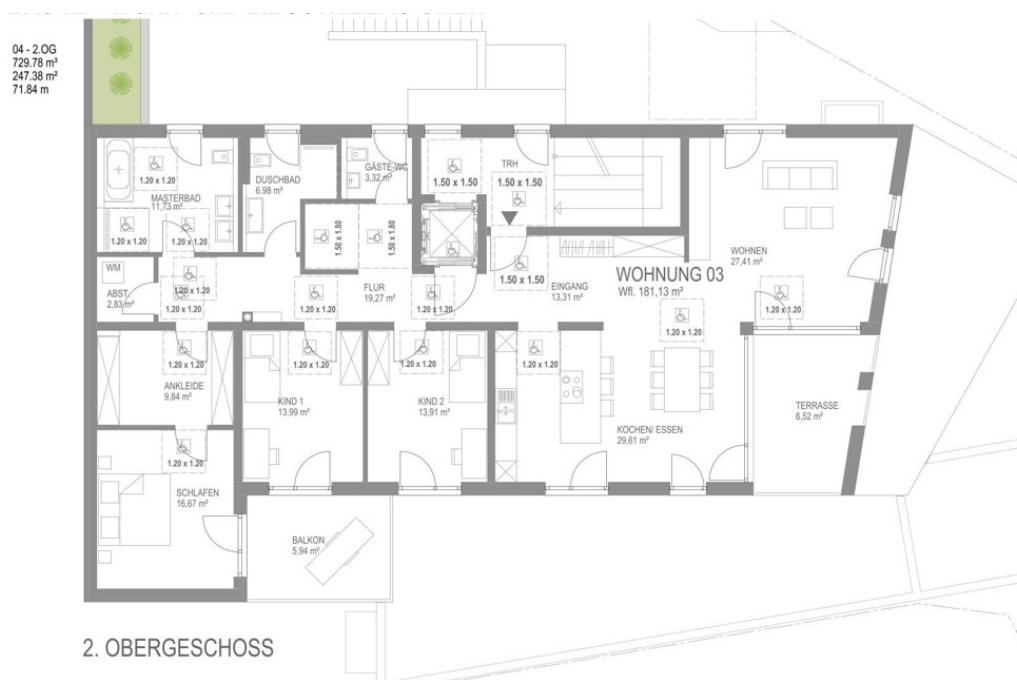 04 - 2.OG
729.78 m³
247.38 m²
71.84 m
MASTERBAD
11,73 m²
1.20 x 1.20
1.20 x 1.20
1.20 x 1.20
DUSCHBAD
6.98 m²
GÄSTE-WC
3,32 m²
1.50 x 1.80
1.50 x 1.80
1.50 x 1.50
TRH
1.50 x 1.50
WM
ABST.
2,83 m²
1.20 x 1.20
1.20 x 1.20
1.20 x 1.20
FLUR
19,27 m²
1.20 x 1.20
1.50 x 1.50
EINGANG
13,31 m²
WOHNUNG 03
Wfl. 181,13 m²
WOHNEN
27,41 m²
1.20 x 1.20
1.20 x 1.20
ANKLEIDE
9,84 m²
1.20 x 1.20
KIND 1
13,99 m²
1.20 x 1.20
KIND 2
13,91 m²
1.20 x 1.20
1.20 x 1.20
KOCHEN/ ESSEN
29,61 m²
TERRASSE
6,52 m²
1.20 x 1.20
SCHLAFEN
16,67 m²
BALKON
5,94 m²
2. OBERGESCHOSS